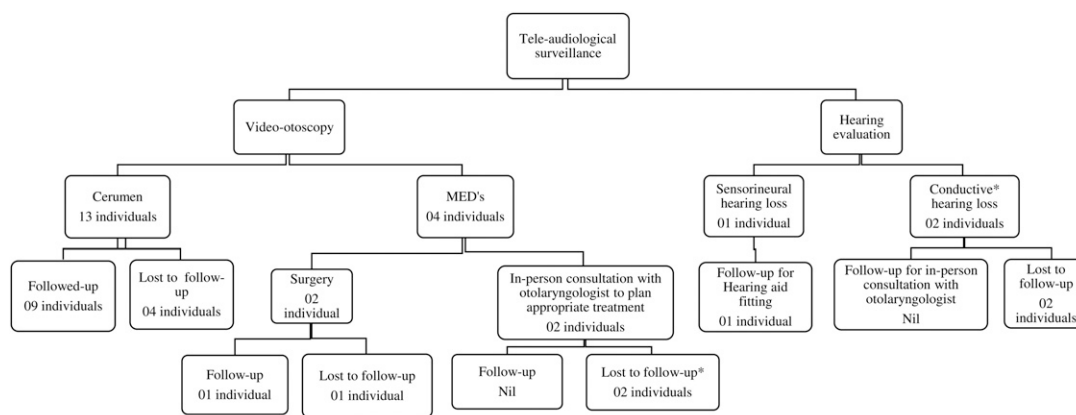 Tele-audiological
surveillance
Video-otoscopy
Hearing
evaluation
Cerumen
13 individuals
MED's
04 individuals
Sensorineural
hearing loss
01 individual
Conductive*
hearing loss
02 individuals
Followed-up
09 individuals
Lost to follow-
up
04 individuals
Surgery
02
individual
In-person consultation with
otolaryngologist to plan
appropriate treatment
02 individuals
Follow-up for
Hearing aid
fitting
01 individual
Follow-up for in-person
consultation with
otolaryngologist
Nil
Lost to
follow-up
02
individuals
Follow-up
01 individual
Lost to follow-up
01 individual
Follow-up
Nil
Lost to follow-up*
02 individuals